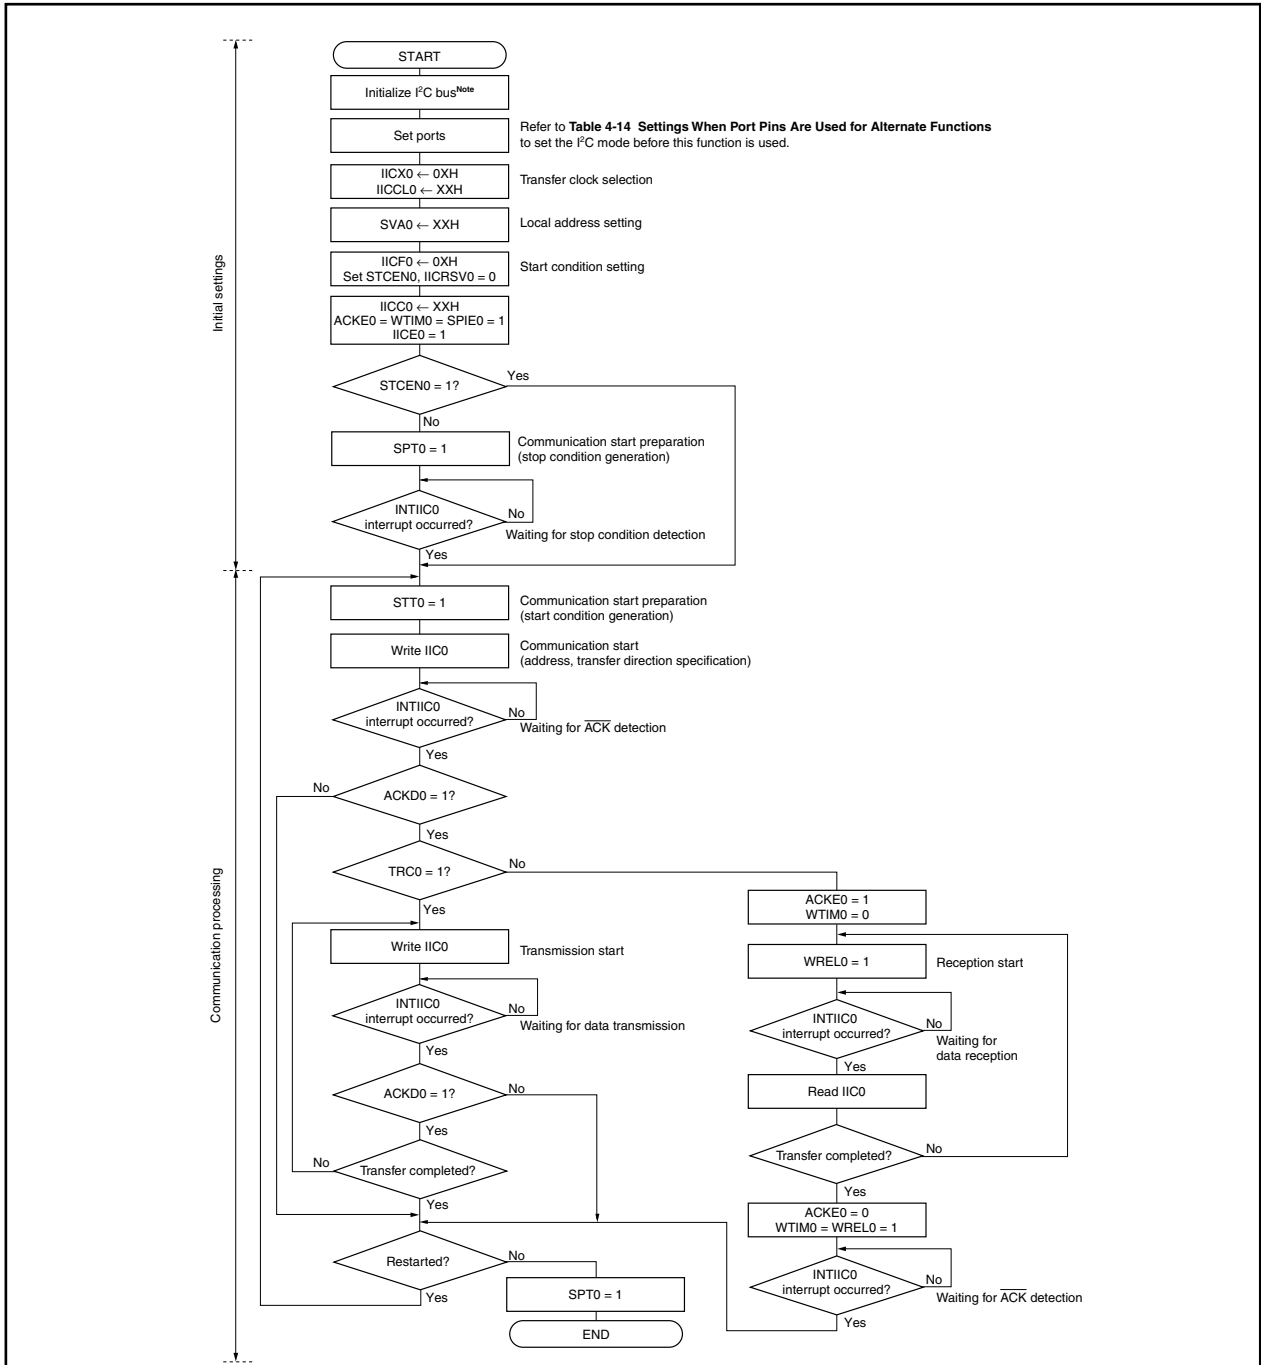 START
Initialize I²C bus^Note
Set ports
Refer to Table 4-14 Settings When Port Pins Are Used for Alternate Functions
to set the I²C mode before this function is used.
IICX0 ← 0XH
IICCL0 ← XXH
Transfer clock selection
SVA0 ← XXH
Local address setting
IICF0 ← 0XH
Set STCEN0, IICRSV0 = 0
Start condition setting
IICC0 ← XXH
ACKE0 = WTIM0 = SPIE0 = 1
IICE0 = 1
Initial settings
STCEN0 = 1?
Yes
No
SPT0 = 1
Communication start preparation
(stop condition generation)
INTIIC0
interrupt occurred?
No
Waiting for stop condition detection
Yes
STT0 = 1
Communication start preparation
(start condition generation)
Write IIC0
Communication start
(address, transfer direction specification)
INTIIC0
interrupt occurred?
No
Waiting for A̅C̅K̅ detection
Yes
No
ACKD0 = 1?
Yes
TRC0 = 1?
No
Yes
Communication processing
Write IIC0
Transmission start
INTIIC0
interrupt occurred?
No
Waiting for data transmission
Yes
ACKD0 = 1?
No
Yes
No
Transfer completed?
Yes
Restarted?
No
Yes
SPT0 = 1
END
ACKE0 = 1
WTIM0 = 0
WREL0 = 1
Reception start
INTIIC0
interrupt occurred?
No
Waiting for
data reception
Yes
Read IIC0
Transfer completed?
No
Yes
ACKE0 = 0
WTIM0 = WREL0 = 1
INTIIC0
interrupt occurred?
No
Waiting for A̅C̅K̅ detection
Yes